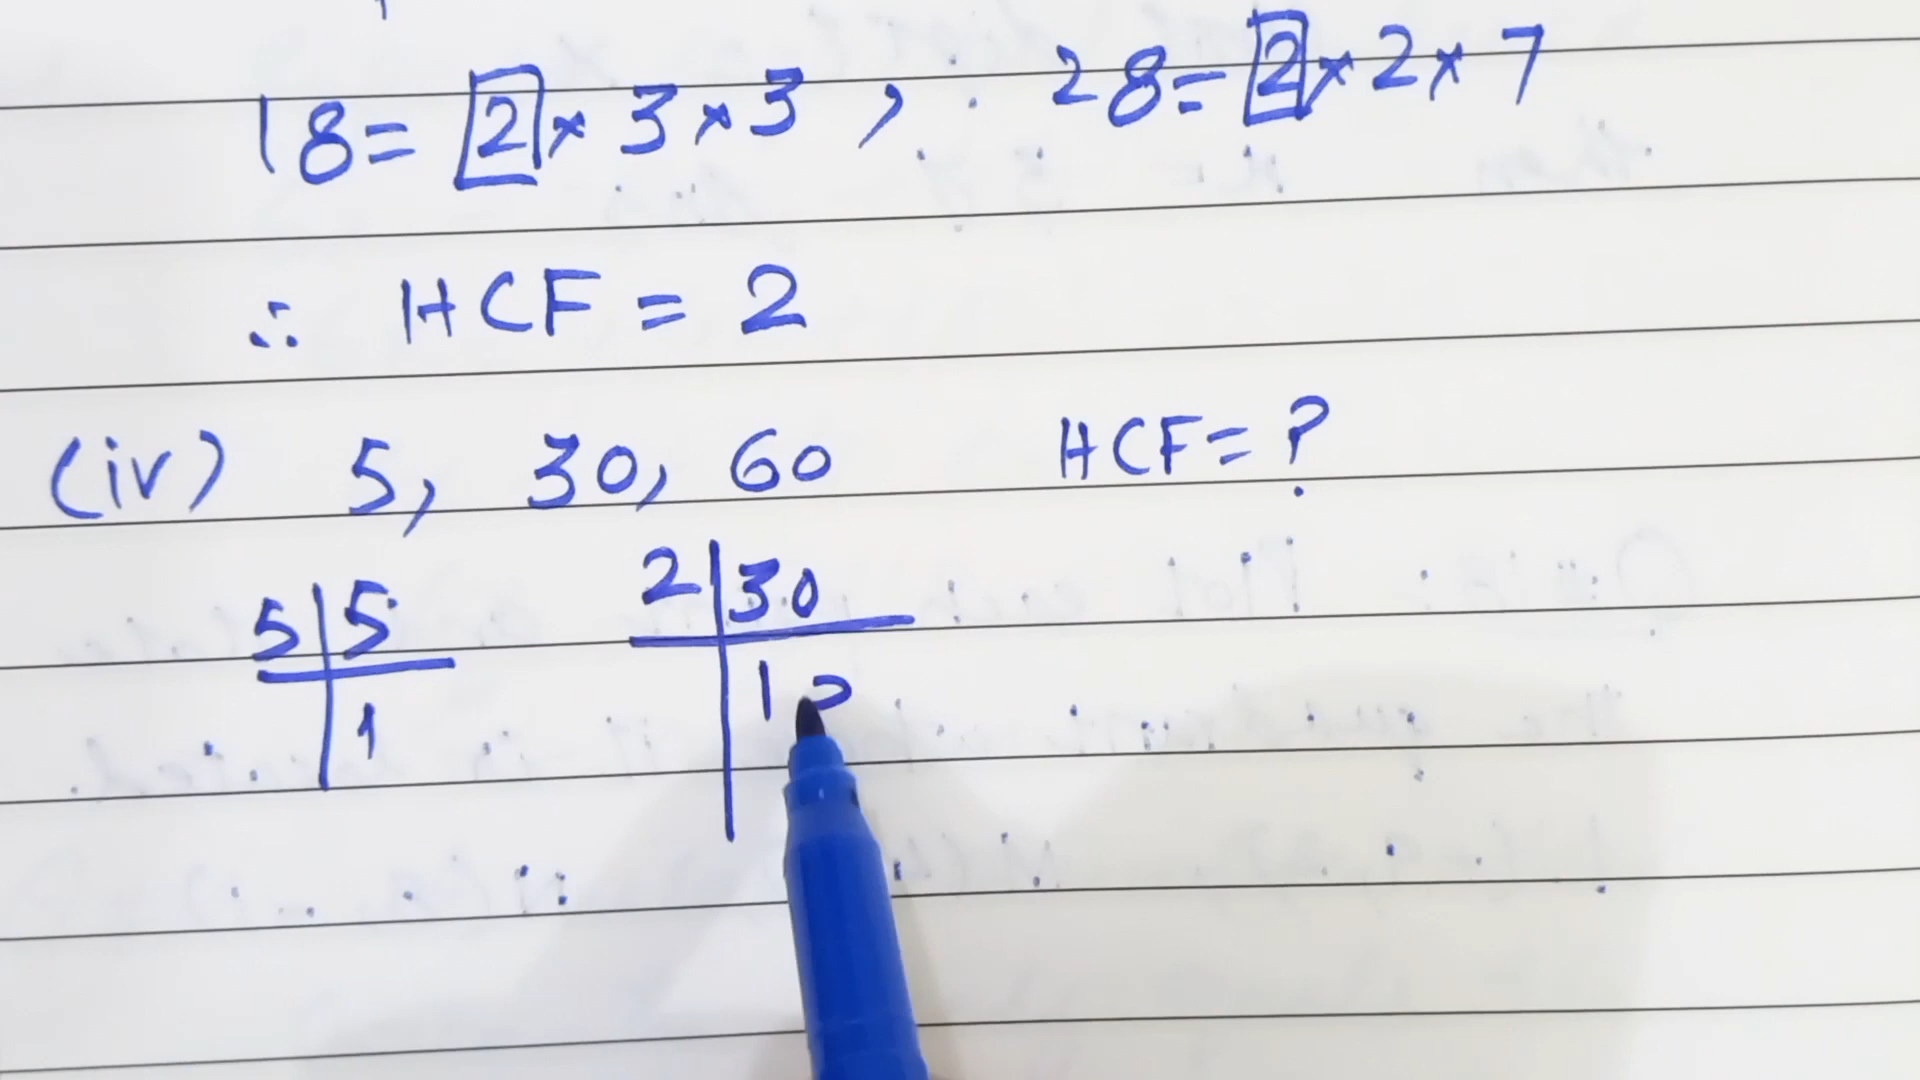 18 = 2 × 3 × 3 , 28 = 2 × 2 × 7
∴ HCF = 2
(iv) 5, 30, 60 HCF = ?
5 | 5 2 | 30
1 1